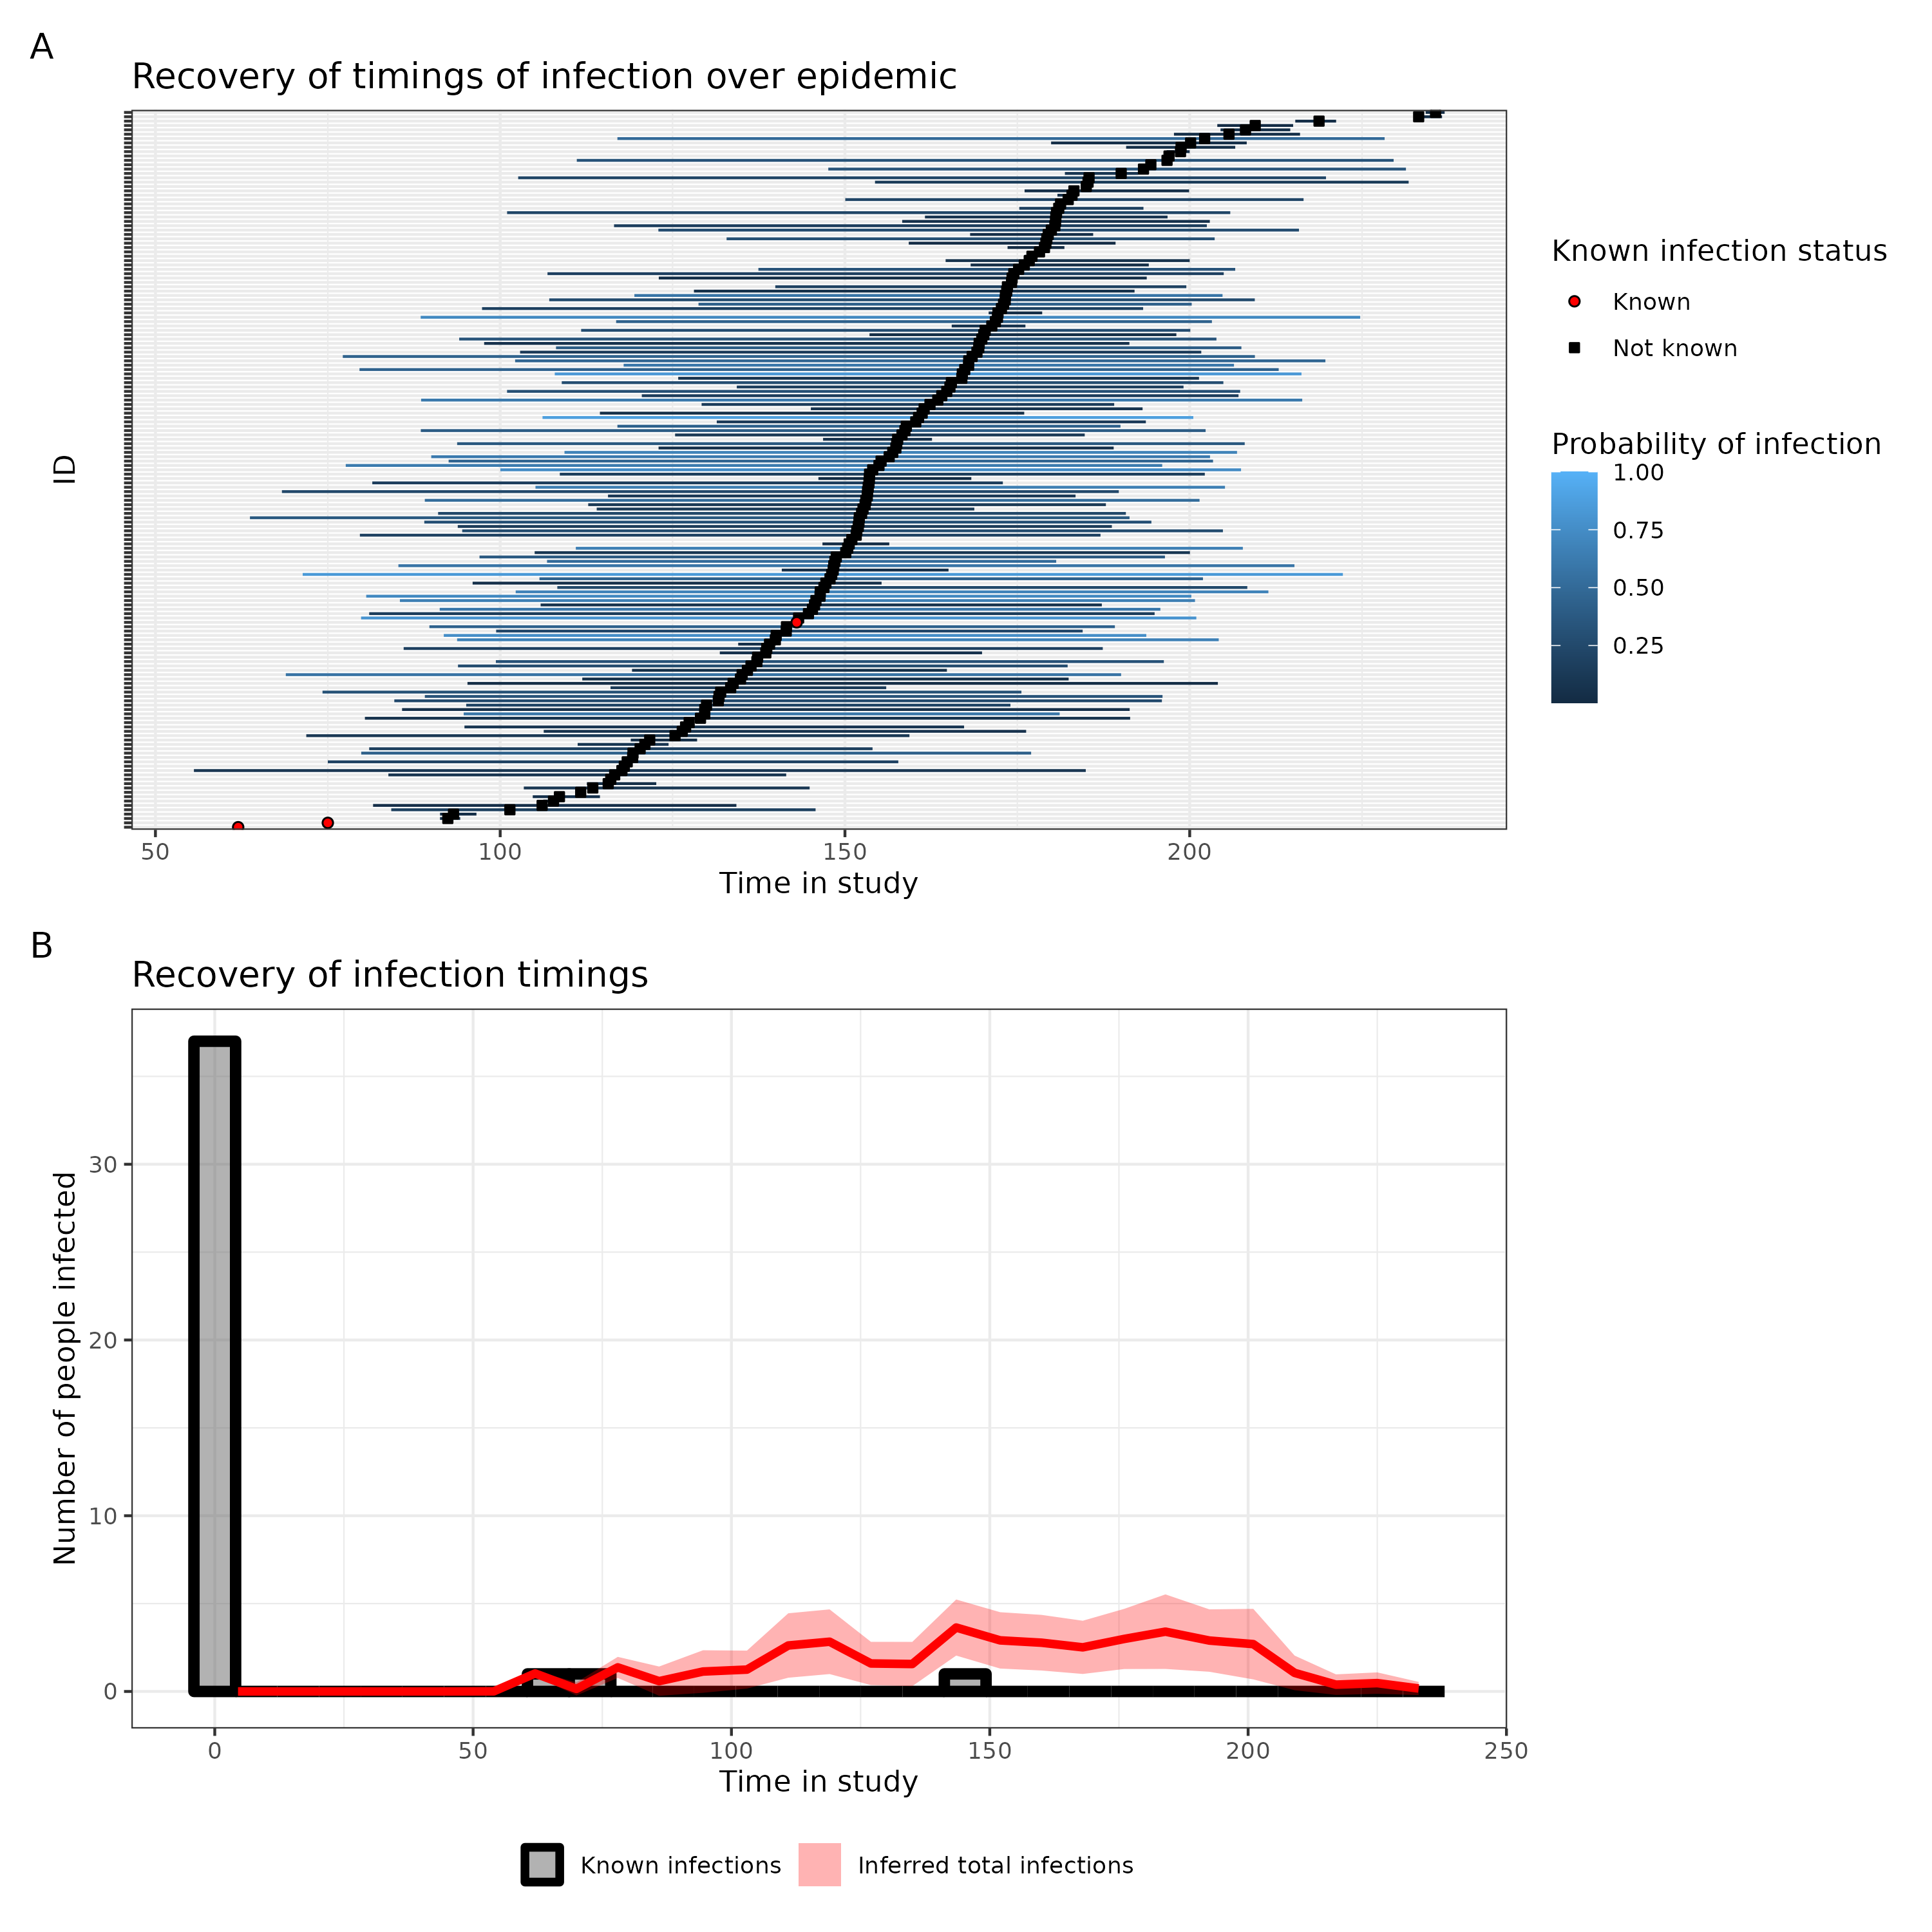 A
Recovery of timings of infection over epidemic
ID
50 100 150 200
Time in study
Known infection status
Known
Not known
Probability of infection
1.00
0.75
0.50
0.25
B
Recovery of infection timings
Number of people infected
30
20
10
0
0 50 100 150 200 250
Time in study
Known infections Inferred total infections